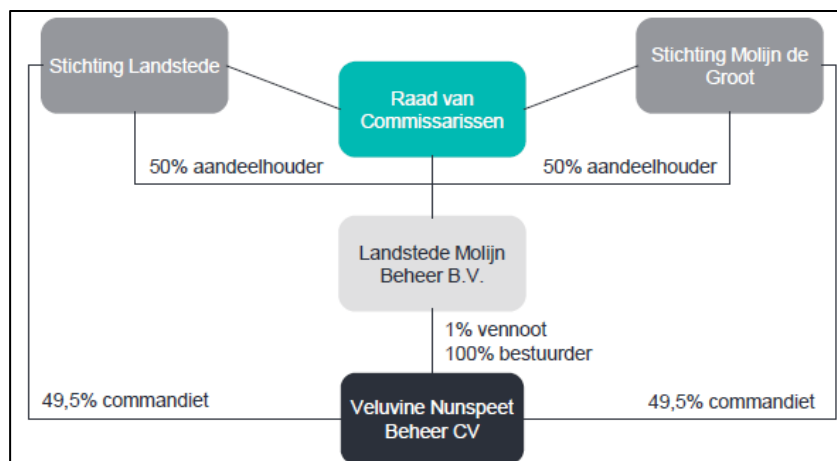 Stichting Landstede
Stichting Molijn de
Groot
Raad van
Commissarissen
50% aandeelhouder
50% aandeelhouder
Landstede Molijn
Beheer B.V.
1% vennoot
100% bestuurder
49,5% commandiet
Veluvine Nunspeet
Beheer CV
49,5% commandiet